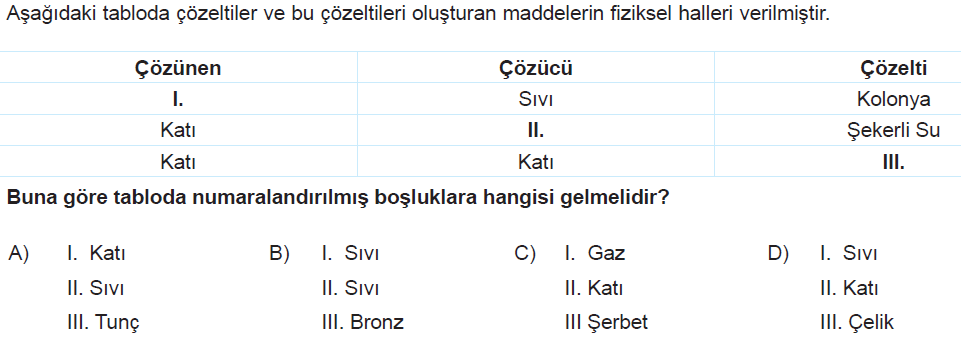 Aşağıdaki tabloda çözeltiler ve bu çözeltileri oluşturan maddelerin fiziksel halleri verilmiştir.
Çözünen Çözücü Çözelti
I. Sıvı Kolonya
Katı II. Şekerli Su
Katı Katı III.
Buna göre tabloda numaralandırılmış boşluklara hangisi gelmelidir?
A) I. Katı B) I. Sıvı C) I. Gaz D) I. Sıvı
II. Sıvı II. Sıvı II. Katı II. Katı
III. Tunç III. Bronz III Şerbet III. Çelik